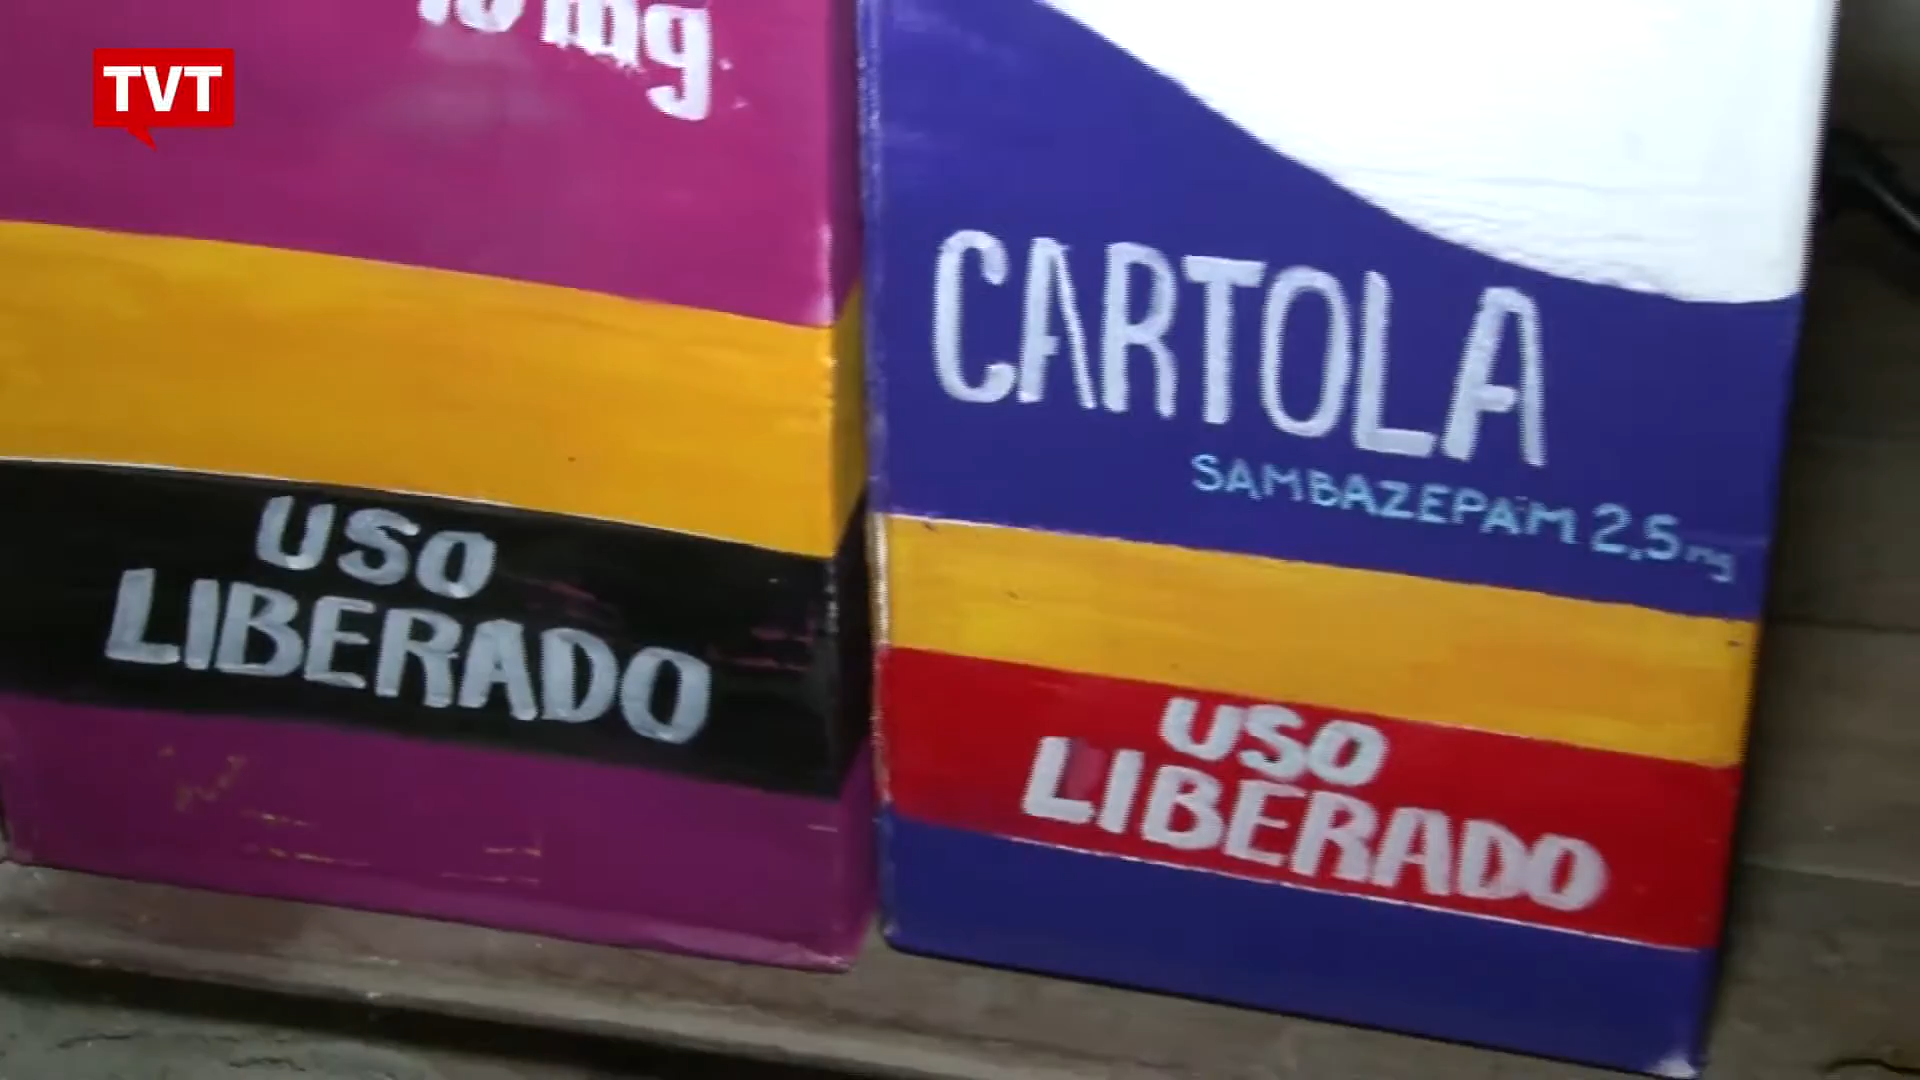 TVT
mg
USO
LIBERADO
CARTOLA
SAMBAZEPAM 2,5 mg
USO
LIBERADO